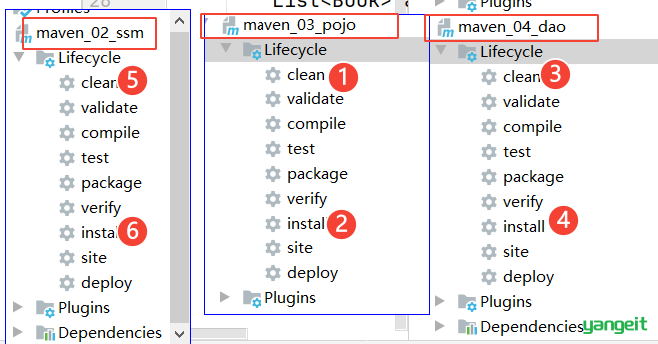 Profiles
maven_02_ssm
Lifecycle
clean 5
validate
compile
test
package
verify
install 6
site
deploy
Plugins
Dependencies
28
List<Book>
maven_03_pojo
Lifecycle
clean 1
validate
compile
test
package
verify
install 2
site
deploy
Plugins
Plugins
maven_04_dao
Lifecycle
clean 3
validate
compile
test
package
verify
install 4
site
deploy
Plugins
Dependencies
yangeit